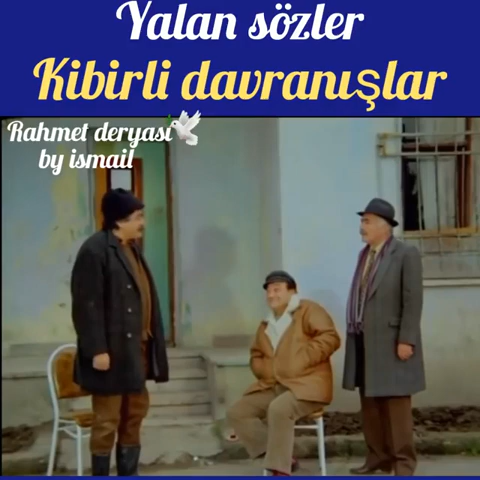 Yalan sözler
Kibirli davranışlar
Rahmet deryası
by ismail